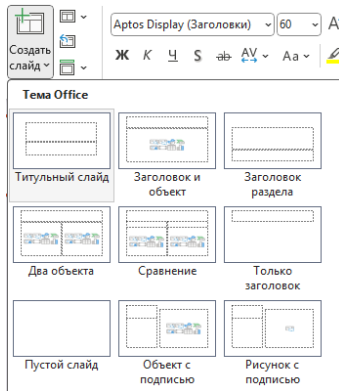 Aptos Display (Заголовки) 60 A
Создать
слайд
Ж К Ч S ab AV Aa
Тема Office
Титульный слайд
Заголовок и
объект
Заголовок
раздела
Два объекта
Сравнение
Только
заголовок
Пустой слайд
Объект с
подписью
Рисунок с
подписью